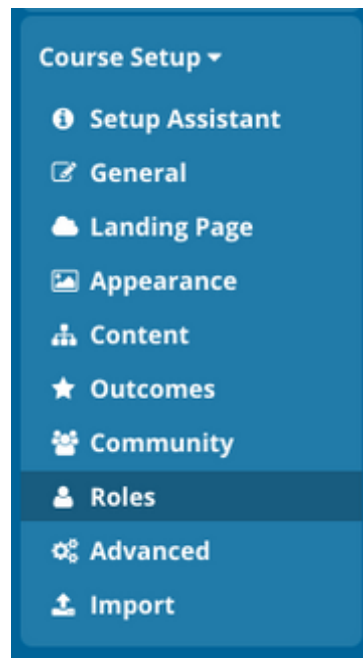 Course Setup
Setup Assistant
General
Landing Page
Appearance
Content
Outcomes
Community
Roles
Advanced
Import